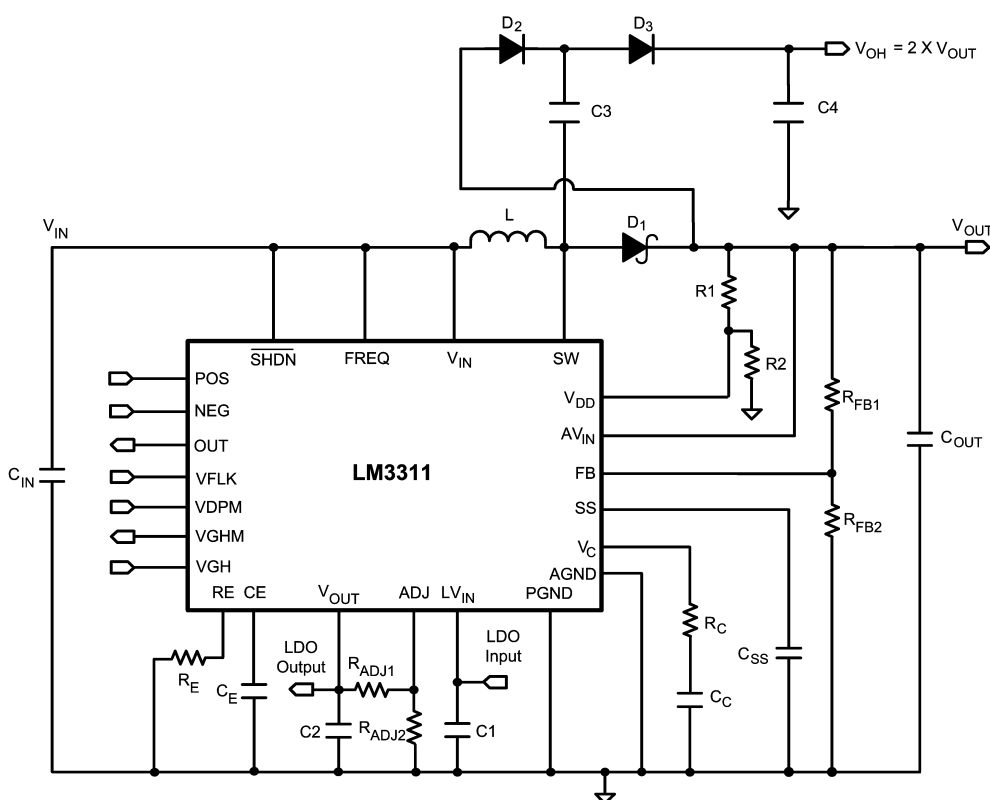 D2
D3
VOH = 2 X VOUT
C3
C4
VIN
L
D1
VOUT
R1
R2
SHDN
FREQ
VIN
SW
POS
NEG
OUT
VFLK
VDPM
VGHM
VGH
LM3311
VDD
AVIN
FB
SS
VC
AGND
RFB1
RFB2
COUT
CIN
RE
CE
VOUT
ADJ
LVIN
PGND
LDO
Output
LDO
Input
RE
CE
RADJ1
C2
RADJ2
C1
RC
CC
CSS